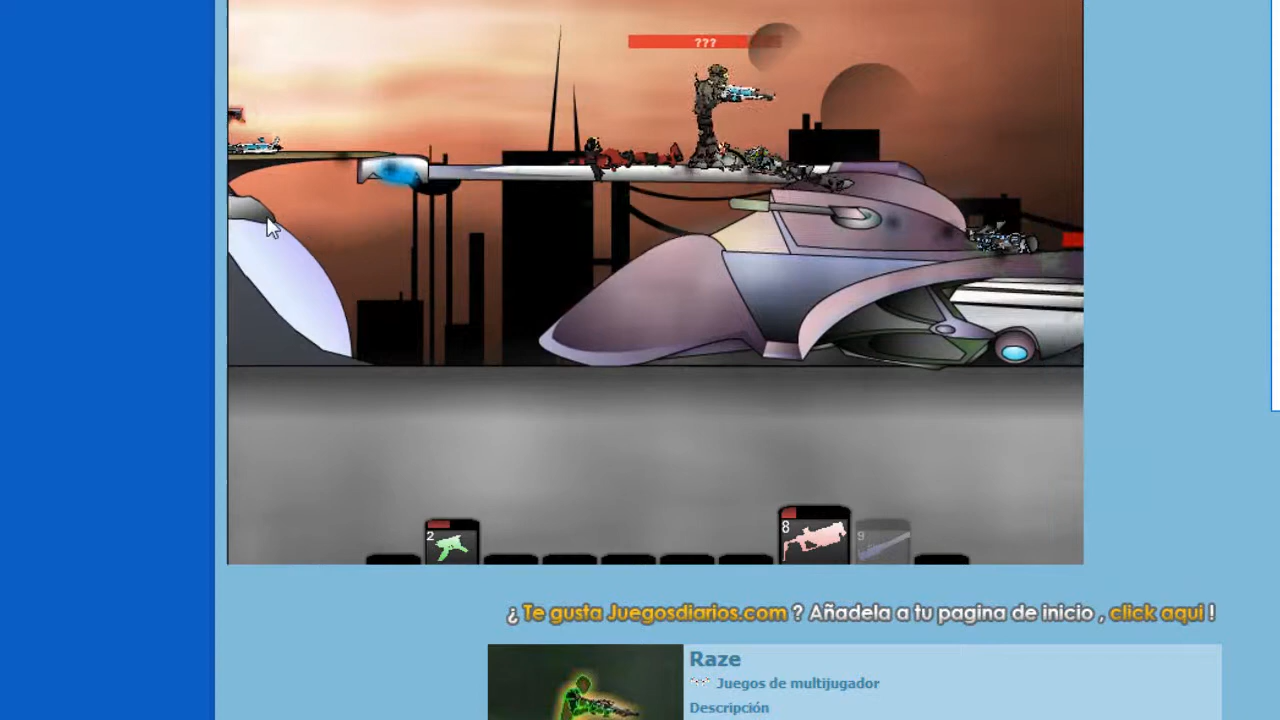 ???
2
8
9
¿ Te gusta Juegosdiarios.com ? Añadela a tu pagina de inicio , click aqui !
Raze
Juegos de multijugador
Descripción